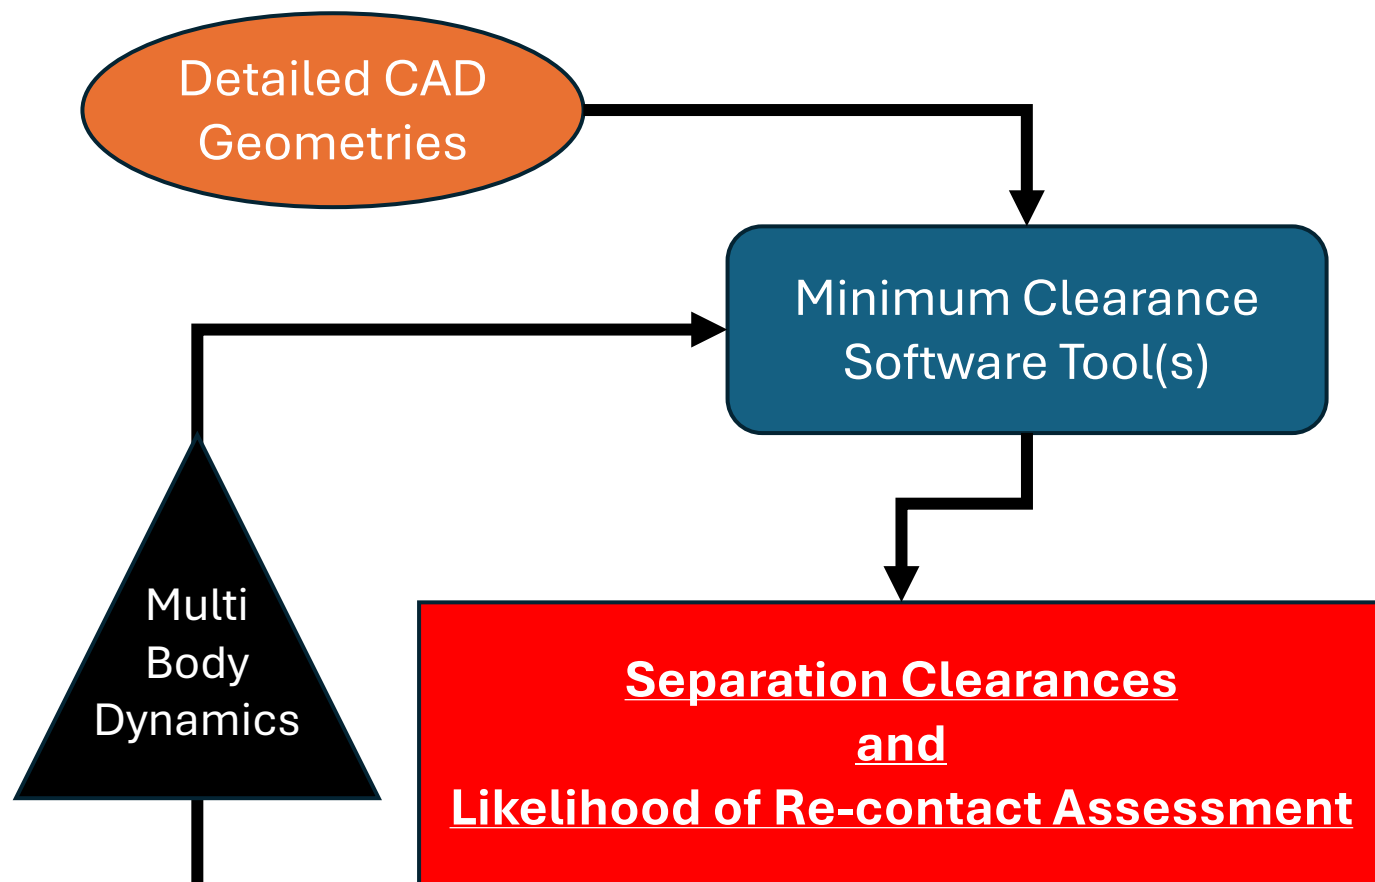 Detailed CAD
Geometries
Minimum Clearance
Software Tool(s)
Multi
Body
Dynamics
Separation Clearances
and
Likelihood of Re-contact Assessment